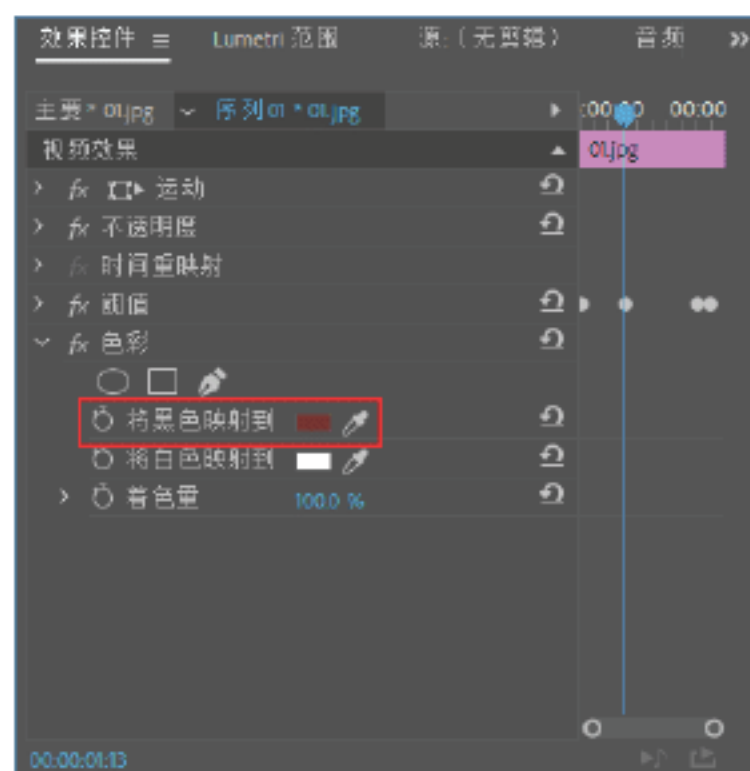 效果控件 ≡ Lumetri 范围 源:(无剪辑) 音频 »
主要*01.jpg 序列01*01.jpg :00:00 00:00
视频效果 01.jpg
fx 运动
fx 不透明度
fx 时间重映射
fx 阈值
fx 色彩
将黑色映射到
将白色映射到
着色量 100.0 %
00:00:01:13